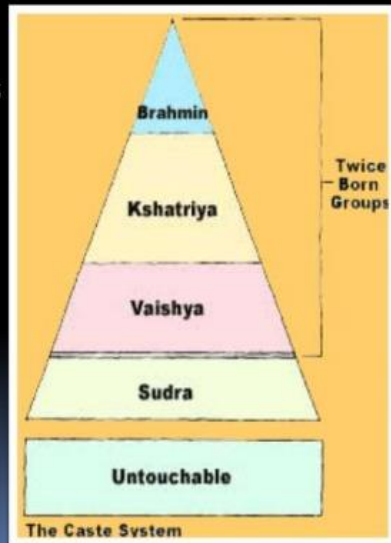 Brahmin
Kshatriya
Twice
Born
Groups
Vaishya
Sudra
Untouchable
The Caste System